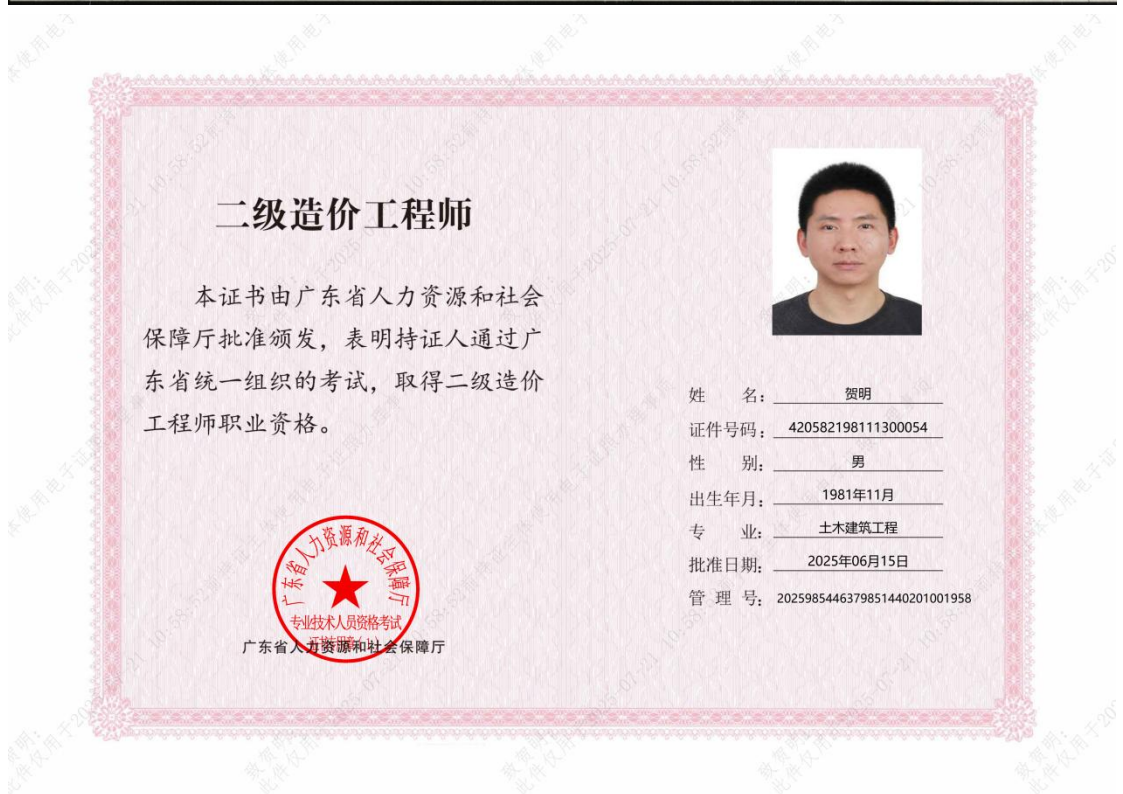 二级造价工程师
本证书由广东省人力资源和社会
保障厅批准颁发，表明持证人通过广
东省统一组织的考试，取得二级造价
工程师职业资格。
广东省人力资源和社会保障厅
专业技术人员资格考试
广东省人力资源和社会保障厅
姓 名：贺明
证件号码：420582198111300054
性 别：男
出生年月：1981年11月
专 业：土木建筑工程
批准日期：2025年06月15日
管 理 号：2025985446379851440201001958